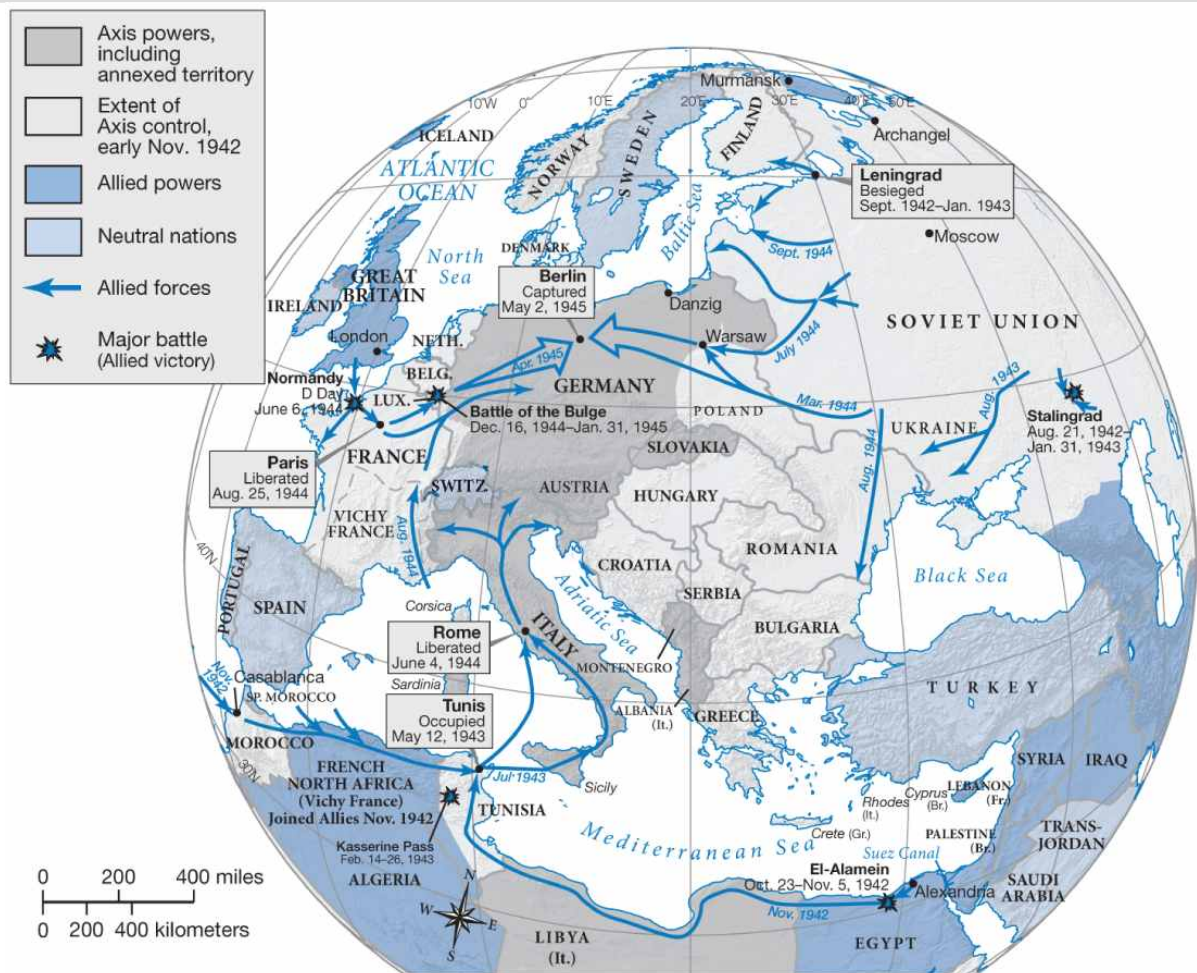 Axis powers,
including
annexed territory
Extent of
Axis control,
early Nov. 1942
Allied powers
Neutral nations
Allied forces
Major battle
(Allied victory)
10W
0°
10°E
20°E
30°E
40°E
50°E
Murmansk
Archangel
ICELAND
ATLANTIC
OCEAN
NORWAY
SWEDEN
FINLAND
Leningrad
Besieged
Sept. 1942–Jan. 1943
Moscow
Baltic Sea
Sept. 1944
North
Sea
DENMARK
Berlin
Captured
May 2, 1945
Danzig
GREAT
BRITAIN
IRELAND
London
NETH.
Warsaw
July 1944
SOVIET UNION
BELG.
Apr. 1945
GERMANY
Normandy
D Day
June 6, 1944
LUX.
Battle of the Bulge
Dec. 16, 1944–Jan. 31, 1945
POLAND
Mar. 1944
Aug. 1943
UKRAINE
Stalingrad
Aug. 21, 1942–
Jan. 31, 1943
Aug. 1944
SLOVAKIA
Paris
Liberated
Aug. 25, 1944
FRANCE
SWITZ.
AUSTRIA
HUNGARY
VICHY
FRANCE
Aug. 1944
ROMANIA
CROATIA
SERBIA
Black Sea
40N
PORTUGAL
SPAIN
Corsica
Adriatic Sea
ITALY
BULGARIA
Rome
Liberated
June 4, 1944
MONTENEGRO
Nov.
1942
Casablanca
SP. MOROCCO
Sardinia
TURKEY
Tunis
Occupied
May 12, 1943
ALBANIA
(It.)
GREECE
MOROCCO
30N
FRENCH
NORTH AFRICA
(Vichy France)
Joined Allies Nov. 1942
Jul 1943
Sicily
TUNISIA
SYRIA
IRAQ
Rhodes
(It.)
Cyprus
(Br.)
LEBANON
(Fr.)
Crete (Gr.)
Mediterranean Sea
PALESTINE
(Br.)
TRANS-
JORDAN
Kasserine Pass
Feb. 14–26, 1943
Suez Canal
El-Alamein
Oct. 23–Nov. 5, 1942
Alexandria
SAUDI
ARABIA
ALGERIA
Nov. 1942
LIBYA
(It.)
EGYPT
N
W
E
S
0 200 400 miles
0 200 400 kilometers